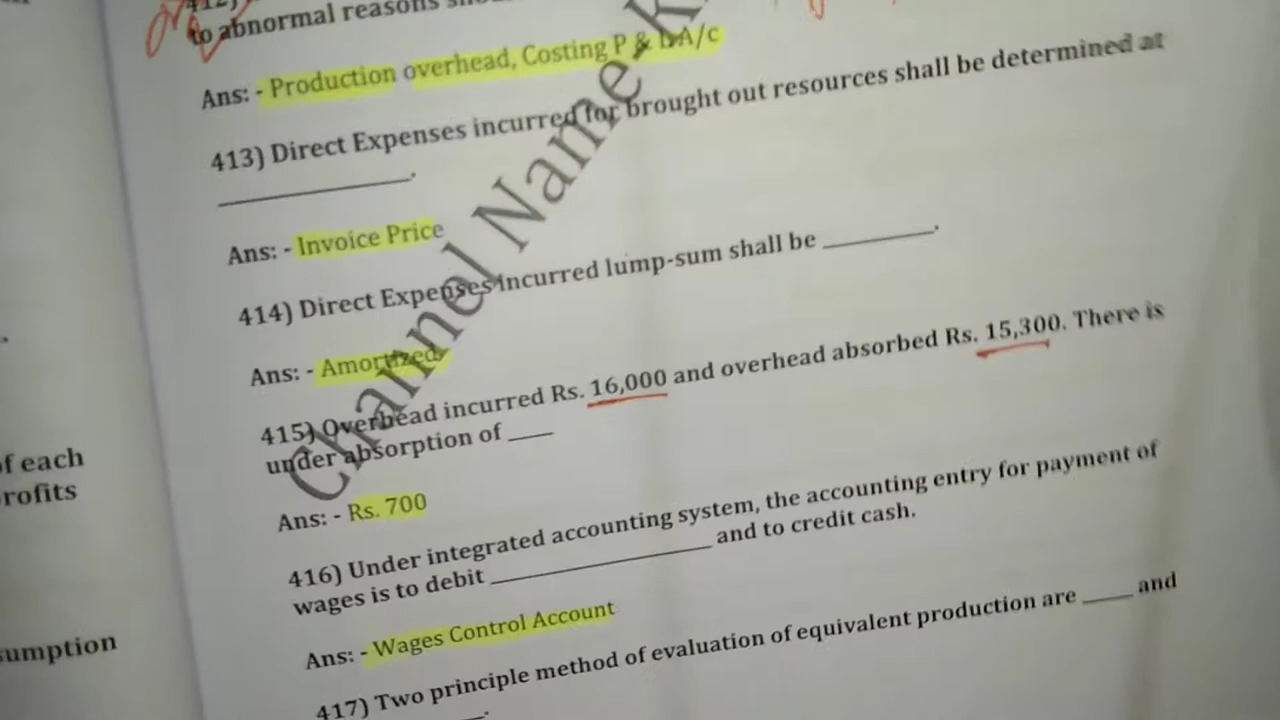 412)
to abnormal reasons
Ans: - Production overhead, Costing P & L A/c
413) Direct Expenses incurred for brought out resources shall be determined at
____________.
Ans: - Invoice Price
414) Direct Expenses incurred lump-sum shall be ________.
Ans: - Amortized
415) Overhead incurred Rs. 16,000 and overhead absorbed Rs. 15,300. There is
under absorption of ____
Ans: - Rs. 700
416) Under integrated accounting system, the accounting entry for payment of
wages is to debit ________________ and to credit cash.
Ans: - Wages Control Account
417) Two principle method of evaluation of equivalent production are ____ and
.
Channel Name-K
of each
rofits
sumption